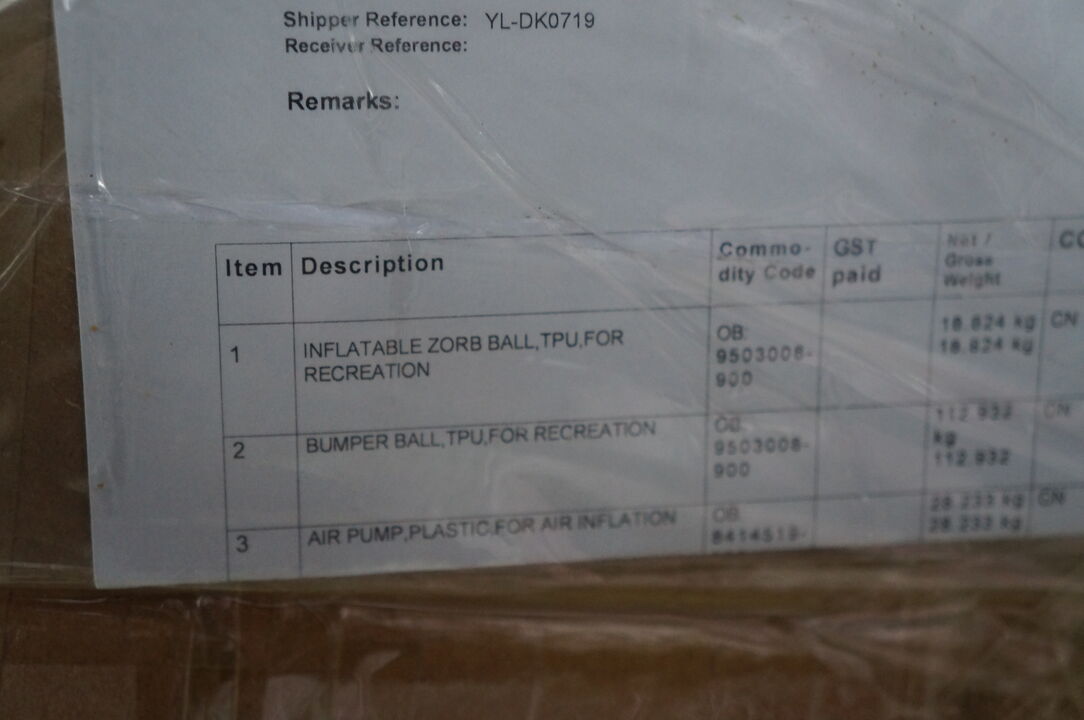 Shipper Reference: YL-DK0719
Receiver Reference:
Remarks:
Item Description Commo- dity Code GST paid Net / Gross Weight
1 INFLATABLE ZORB BALL,TPU,FOR RECREATION OB: 900 18.824 kg 18.824 kg CN
2 BUMPER BALL,TPU,FOR RECREATION 9503008- 900 112.932 kg 112.932 CN
3 AIR PUMP,PLASTIC,FOR AIR INFLATION 28.233 kg 28.233 kg CN